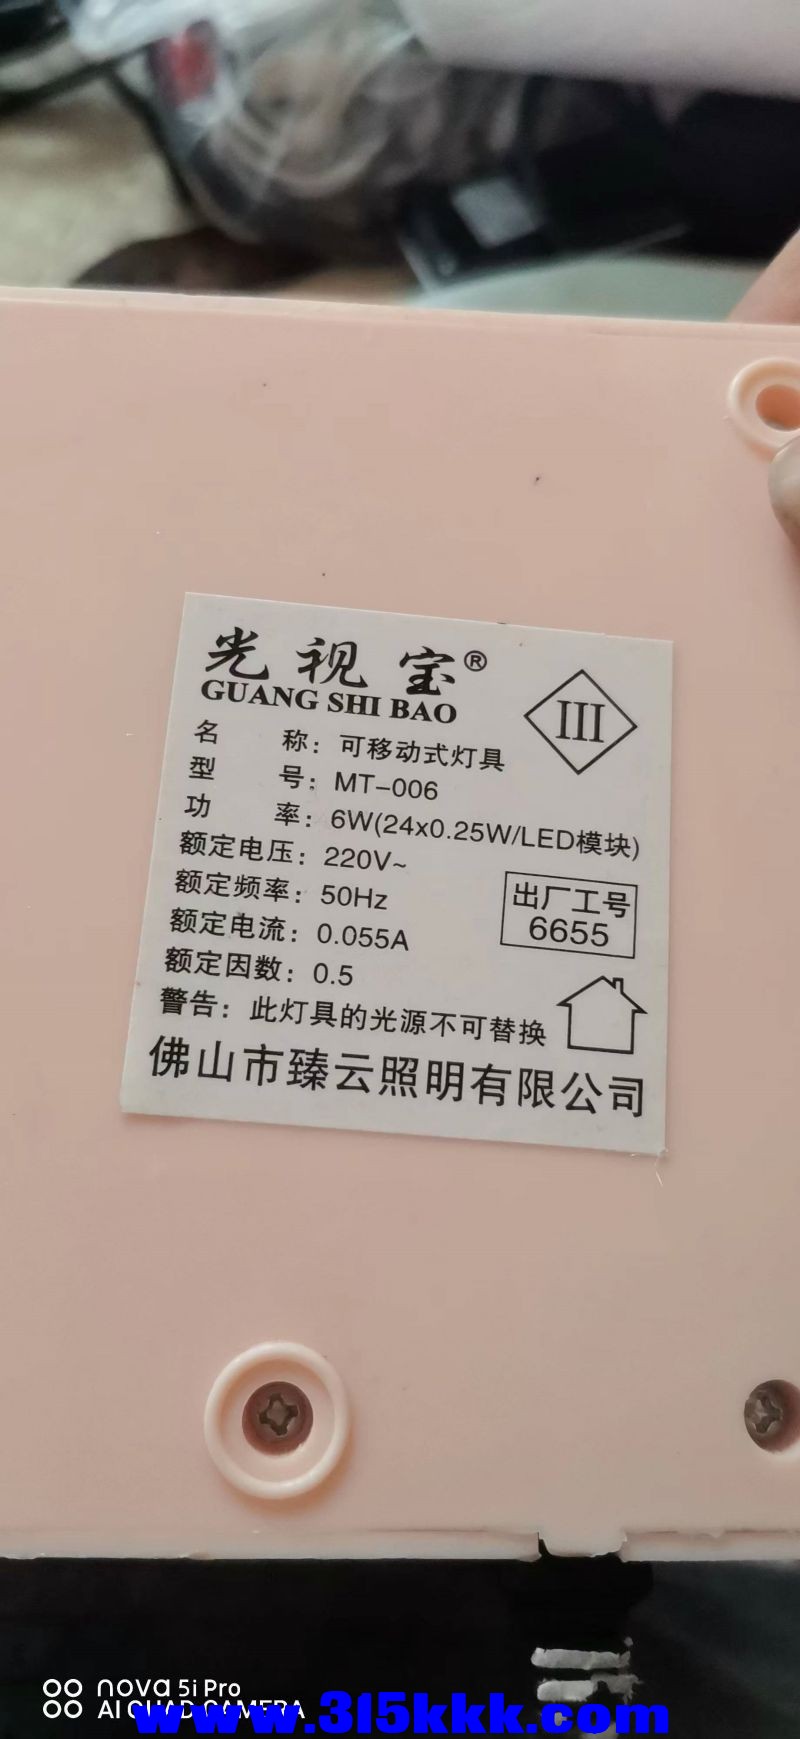 光视宝®
GUANG SHI BAO
III
名 称：可移动式灯具
型 号：MT-006
功 率：6W(24x0.25W/LED模块)
额定电压：220V~
额定频率：50Hz
额定电流：0.055A
额定因数：0.5
出厂工号
6655
警告：此灯具的光源不可替换
佛山市臻云照明有限公司
nova 5i Pro
AI QUAD CAMERA
www.315kkk.com